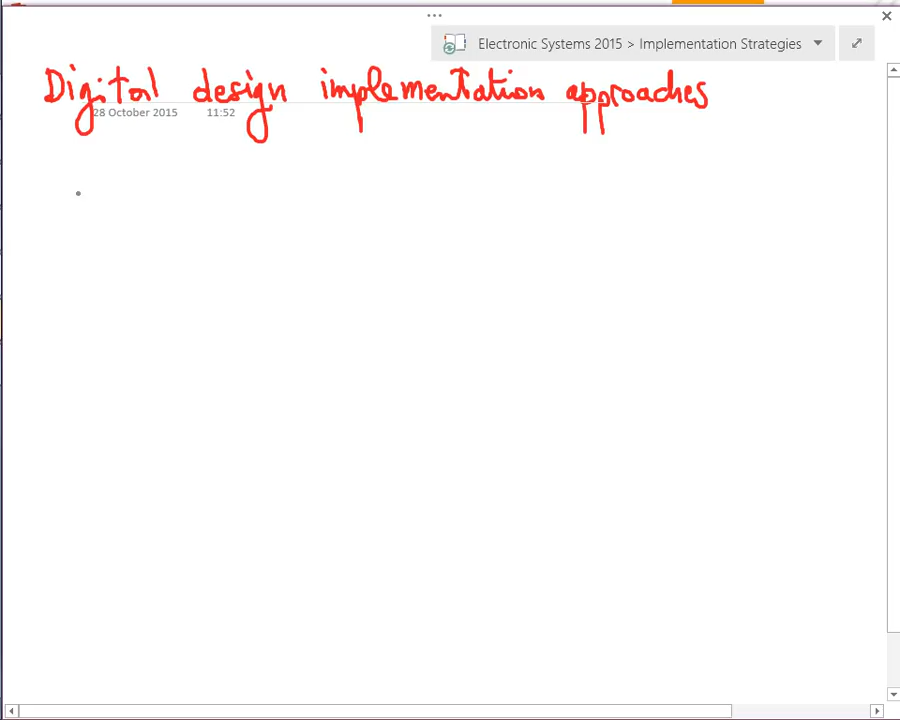 Electronic Systems 2015 > Implementation Strategies
Digital design implementation approaches
28 October 2015 11:52